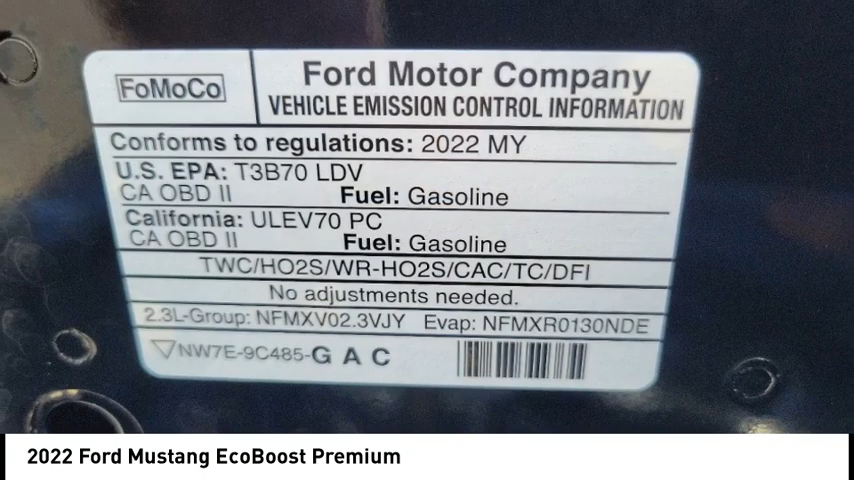 FoMoCo
Ford Motor Company
VEHICLE EMISSION CONTROL INFORMATION
Conforms to regulations: 2022 MY
U.S. EPA: T3B70 LDV
CA OBD II Fuel: Gasoline
California: ULEV70 PC
CA OBD II Fuel: Gasoline
TWC/HO2S/WR-HO2S/CAC/TC/DFI
No adjustments needed.
2.3L-Group: NFMXV02.3VJY Evap: NFMXR0130NDE
NW7E-9C485-G A C
2022 Ford Mustang EcoBoost Premium